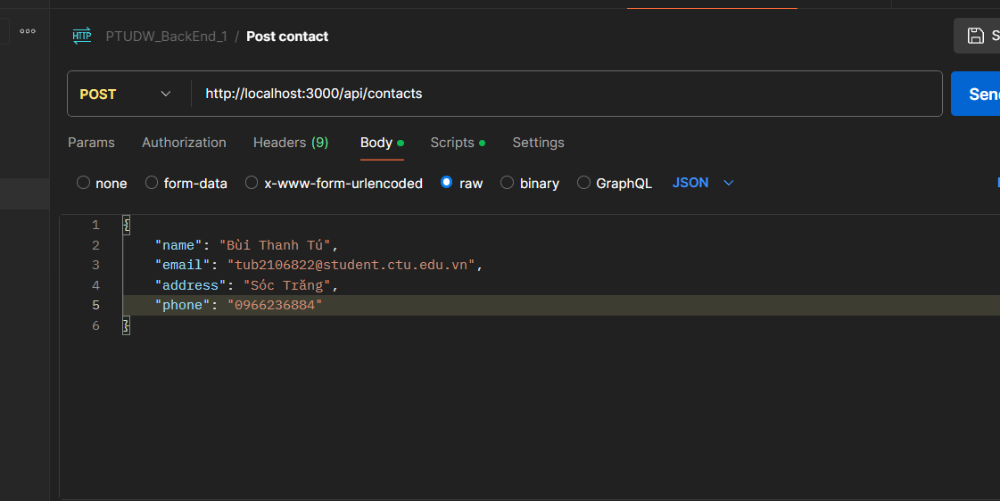 HTTP PTUDW_BackEnd_1 / Post contact
POST http://localhost:3000/api/contacts Sen
Params Authorization Headers (9) Body Scripts Settings
none form-data x-www-form-urlencoded raw binary GraphQL JSON
1 {
2 "name": "Bùi Thanh Tú",
3 "email": "tub2106822@student.ctu.edu.vn",
4 "address": "Sóc Trăng",
5 "phone": "0966236884"
6 }